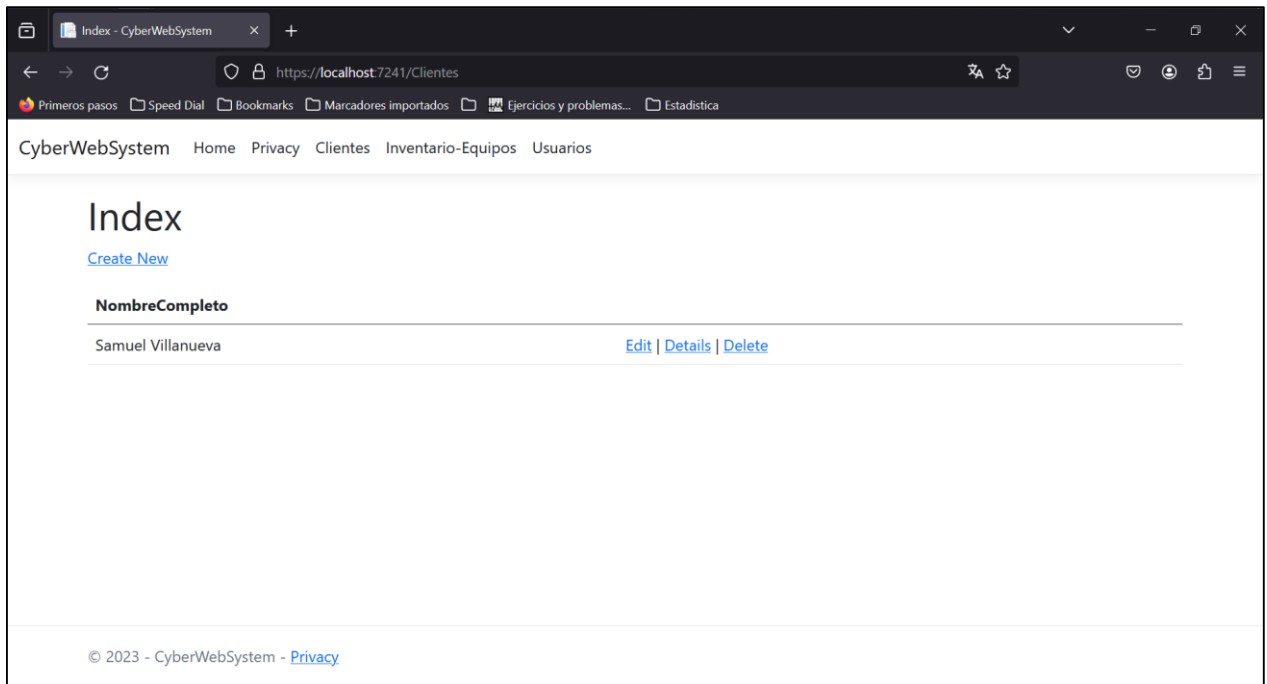 Index - CyberWebSystem
https://localhost:7241/Clientes
Primeros pasos Speed Dial Bookmarks Marcadores importados Ejercicios y problemas... Estadistica
CyberWebSystem Home Privacy Clientes Inventario-Equipos Usuarios
Index
Create New
NombreCompleto
Samuel Villanueva Edit | Details | Delete
© 2023 - CyberWebSystem - Privacy